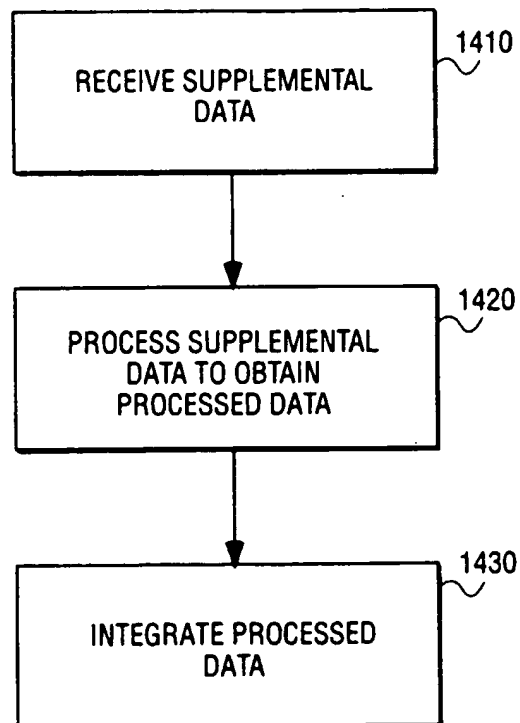 1410
RECEIVE SUPPLEMENTAL
DATA
1420
PROCESS SUPPLEMENTAL
DATA TO OBTAIN
PROCESSED DATA
1430
INTEGRATE PROCESSED
DATA